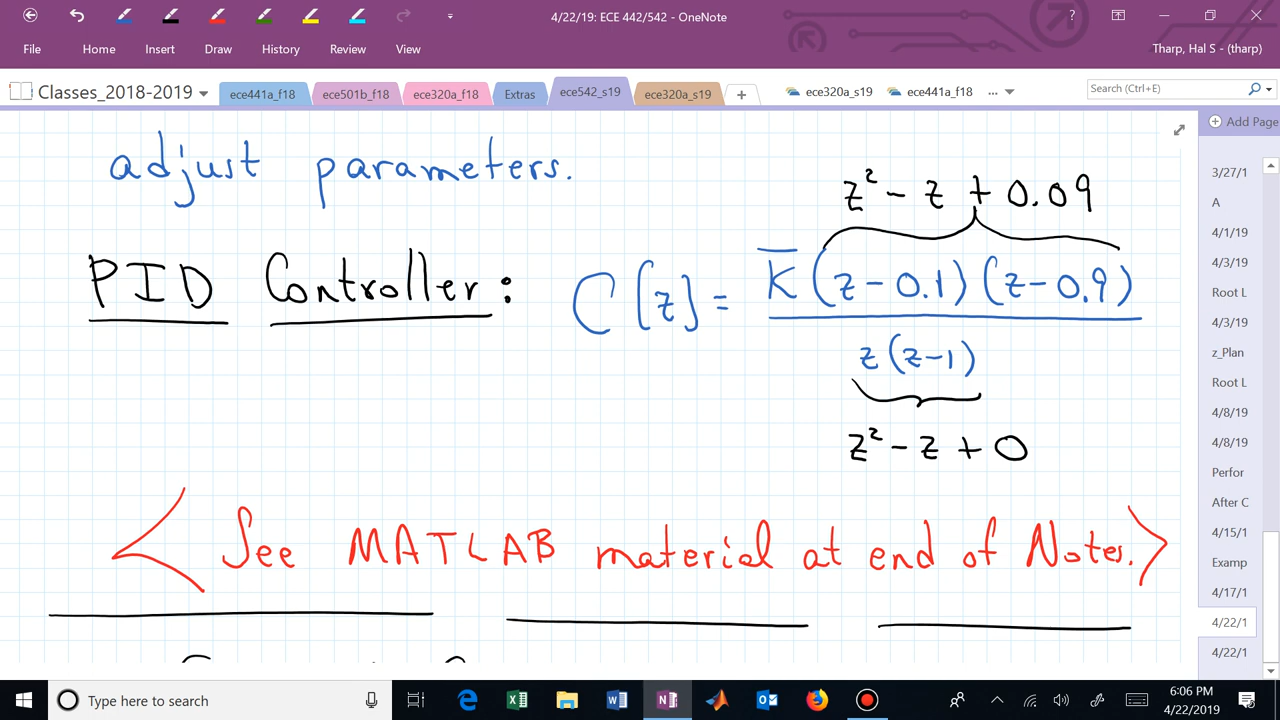 4/22/19: ECE 442/542 - OneNote
?
File Home Insert Draw History Review View
Tharp, Hal S - (tharp)
Classes_2018-2019
ece441a_f18 ece501b_f18 ece320a_f18 Extras ece542_s19 ece320a_s19 + ece320a_s19 ece441a_f18 ...
Search (Ctrl+E)
Add Page
adjust parameters.
z² - z + 0.09
PID Controller: C[z] = K̅(z-0.1)(z-0.9)
z(z-1)
z² - z + 0
<See MATLAB material at end of Notes.>
3/27/1
A
4/1/19
4/3/19
Root L
4/3/19
z_Plan
Root L
4/8/19
4/8/19
Perfor
After C
4/15/1
Examp
4/17/1
4/22/1
4/22/1
Type here to search
6:06 PM
4/22/2019